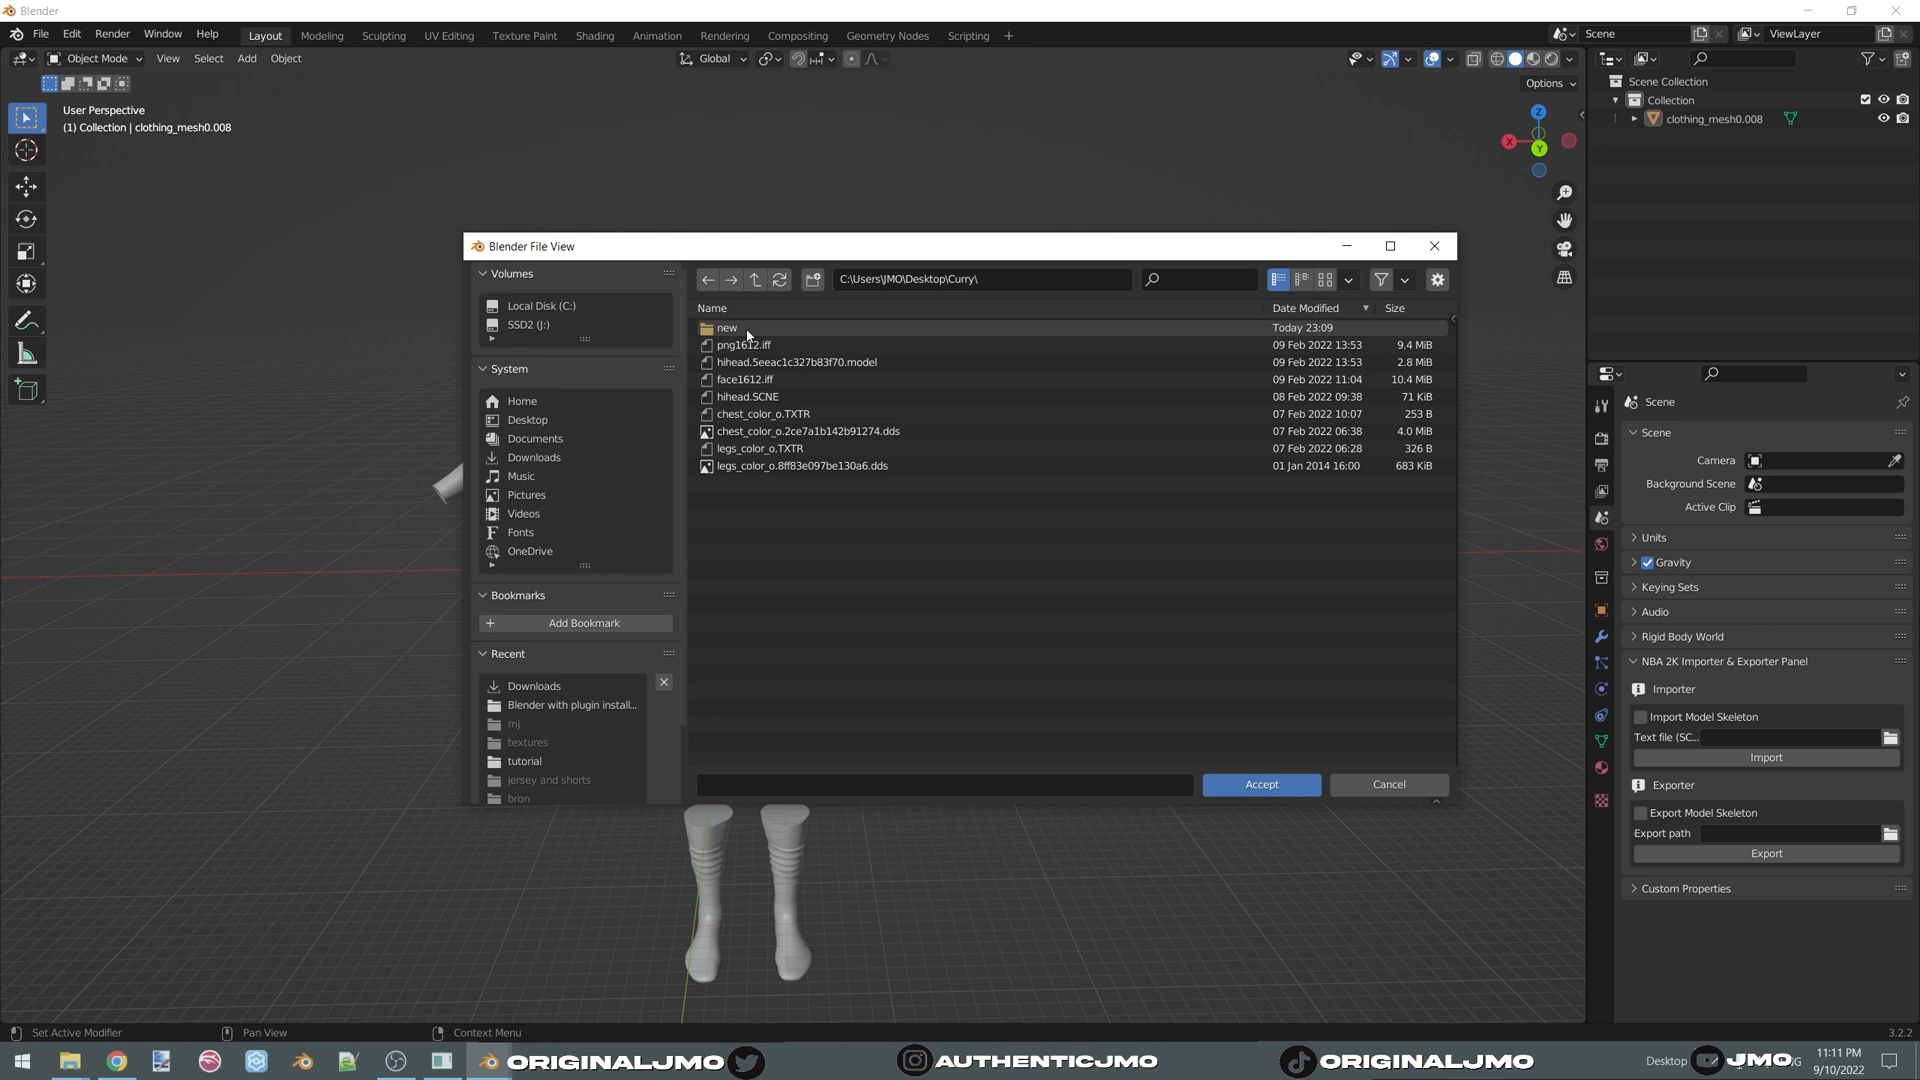 Blender
File Edit Render Window Help Layout Modeling Sculpting UV Editing Texture Paint Shading Animation Rendering Compositing Geometry Nodes Scripting + Scene ViewLayer
Object Mode View Select Add Object Global
Options
User Perspective
(1) Collection | clothing_mesh0.008
Z
X
Y
Scene Collection
Collection
clothing_mesh0.008
Blender File View
Volumes
Local Disk (C:)
SSD2 (J:)
System
Home
Desktop
Documents
Downloads
Music
Pictures
Videos
Fonts
OneDrive
Bookmarks
+ Add Bookmark
Recent
Downloads
Blender with plugin install...
mj
textures
tutorial
jersey and shorts
bron
C:\Users\JMO\Desktop\Curry\
Name Date Modified Size
new Today 23:09
png1612.iff 09 Feb 2022 13:53 9.4 MiB
hihead.5eeac1c327b83f70.model 09 Feb 2022 13:53 2.8 MiB
face1612.iff 09 Feb 2022 11:04 10.4 MiB
hihead.SCNE 08 Feb 2022 09:38 71 KiB
chest_color_o.TXTR 07 Feb 2022 10:07 253 B
chest_color_o.2ce7a1b142b91274.dds 07 Feb 2022 06:38 4.0 MiB
legs_color_o.TXTR 07 Feb 2022 06:28 326 B
legs_color_o.8ff83e097be130a6.dds 01 Jan 2014 16:00 683 KiB
Accept Cancel
Scene
Scene
Camera
Background Scene
Active Clip
Units
Gravity
Keying Sets
Audio
Rigid Body World
NBA 2K Importer & Exporter Panel
Importer
Import Model Skeleton
Text file (SC...
Import
Exporter
Export Model Skeleton
Export path
Export
Custom Properties
Set Active Modifier Pan View Context Menu 3.2.2
ORIGINALJMO AUTHENTICJMO ORIGINALJMO Desktop JMO
11:11 PM
9/10/2022